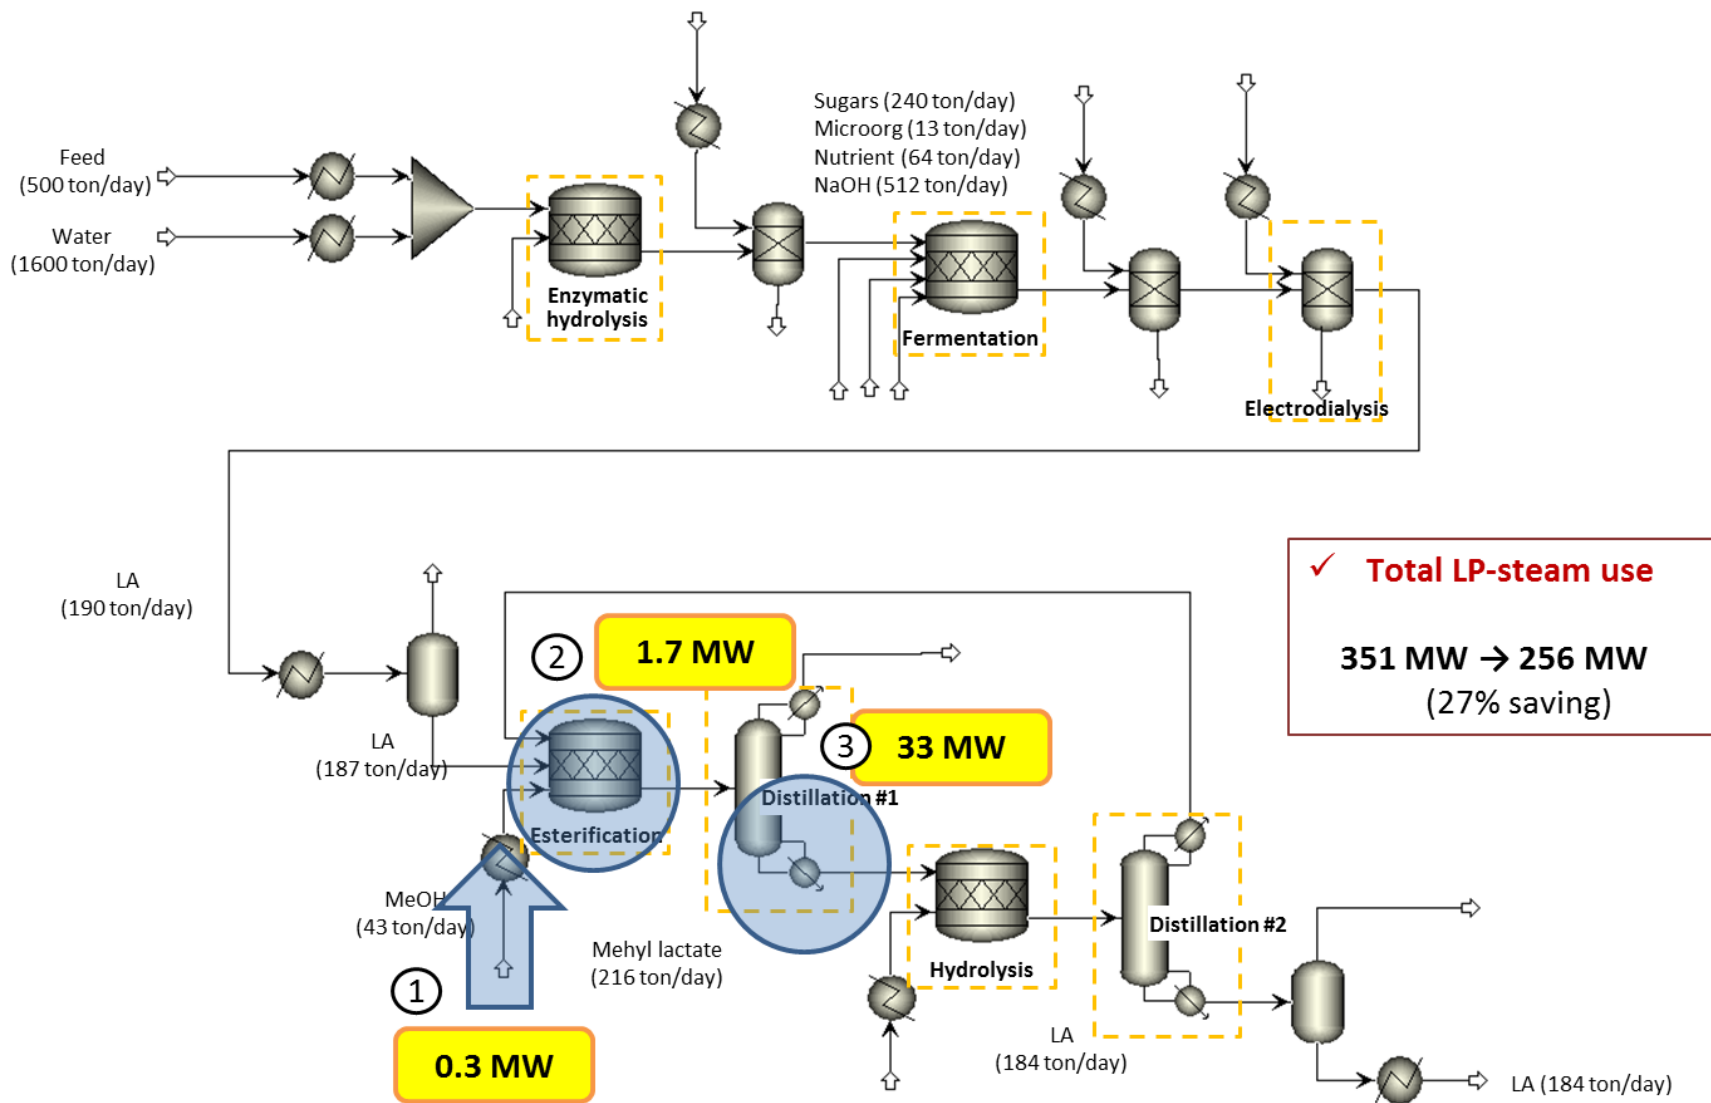 Feed
(500 ton/day)
Water
(1600 ton/day)
Enzymatic
hydrolysis
Sugars (240 ton/day)
Microorg (13 ton/day)
Nutrient (64 ton/day)
NaOH (512 ton/day)
Fermentation
Electrodialysis
LA
(190 ton/day)
✓ Total LP-steam use
351 MW → 256 MW
(27% saving)
2
1.7 MW
3
33 MW
LA
(187 ton/day)
Distillation #1
Esterification
MeOH
(43 ton/day)
Mehyl lactate
(216 ton/day)
1
0.3 MW
Hydrolysis
Distillation #2
LA
(184 ton/day)
LA (184 ton/day)